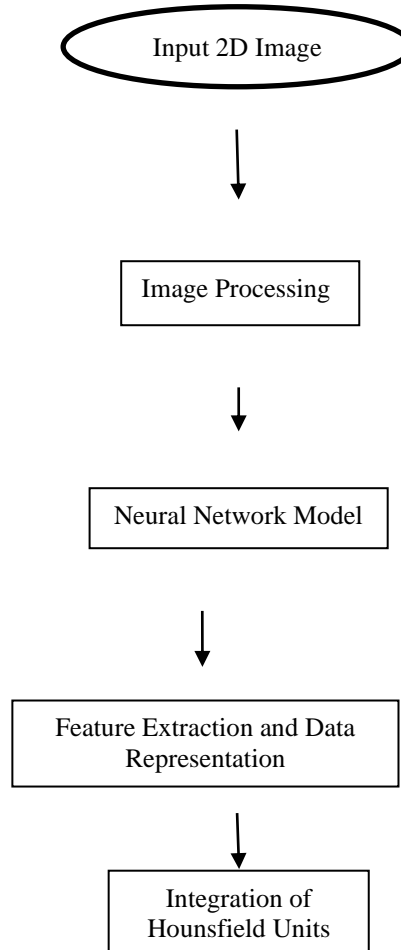 Input 2D Image
Image Processing
Neural Network Model
Feature Extraction and Data
Representation
Integration of
Hounsfield Units